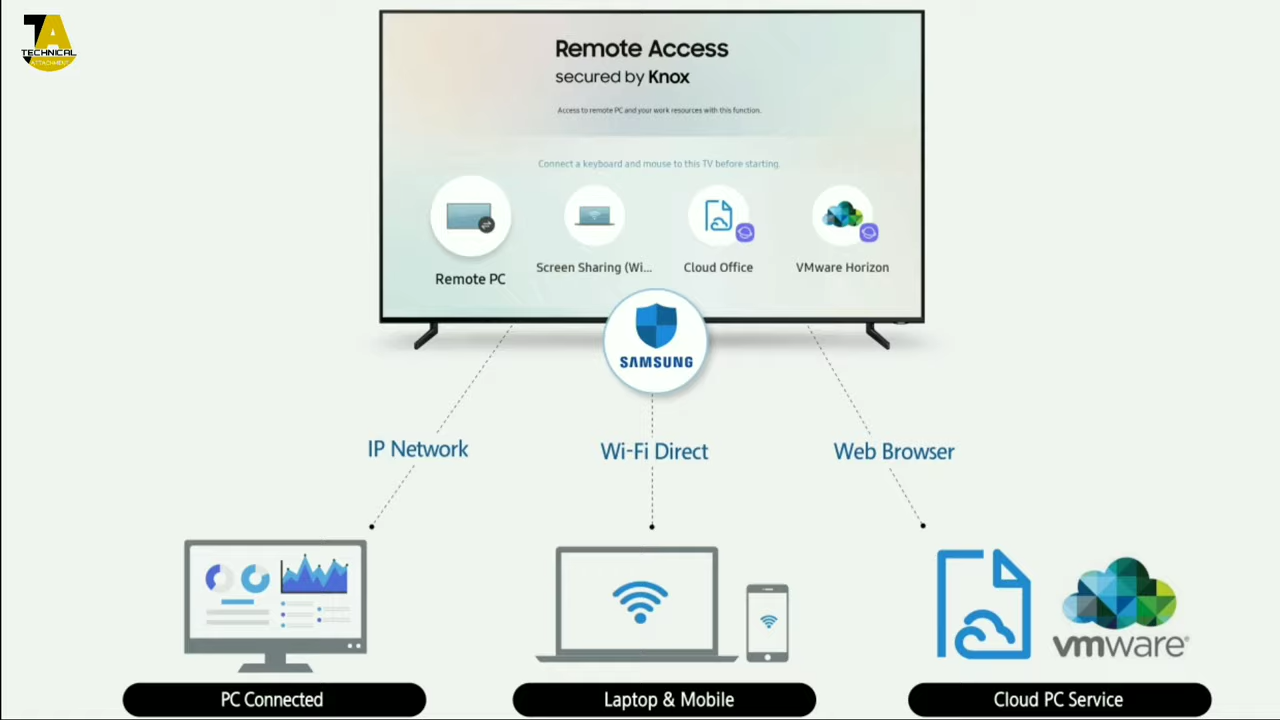 TA
TECHNICAL
ATTACHMENT
Remote Access
secured by Knox
Access to remote PC and your work resources with this function.
Connect a keyboard and mouse to this TV before starting.
Remote PC
Screen Sharing (Wi...
Cloud Office
VMware Horizon
SAMSUNG
IP Network
Wi-Fi Direct
Web Browser
vmware®
PC Connected
Laptop & Mobile
Cloud PC Service